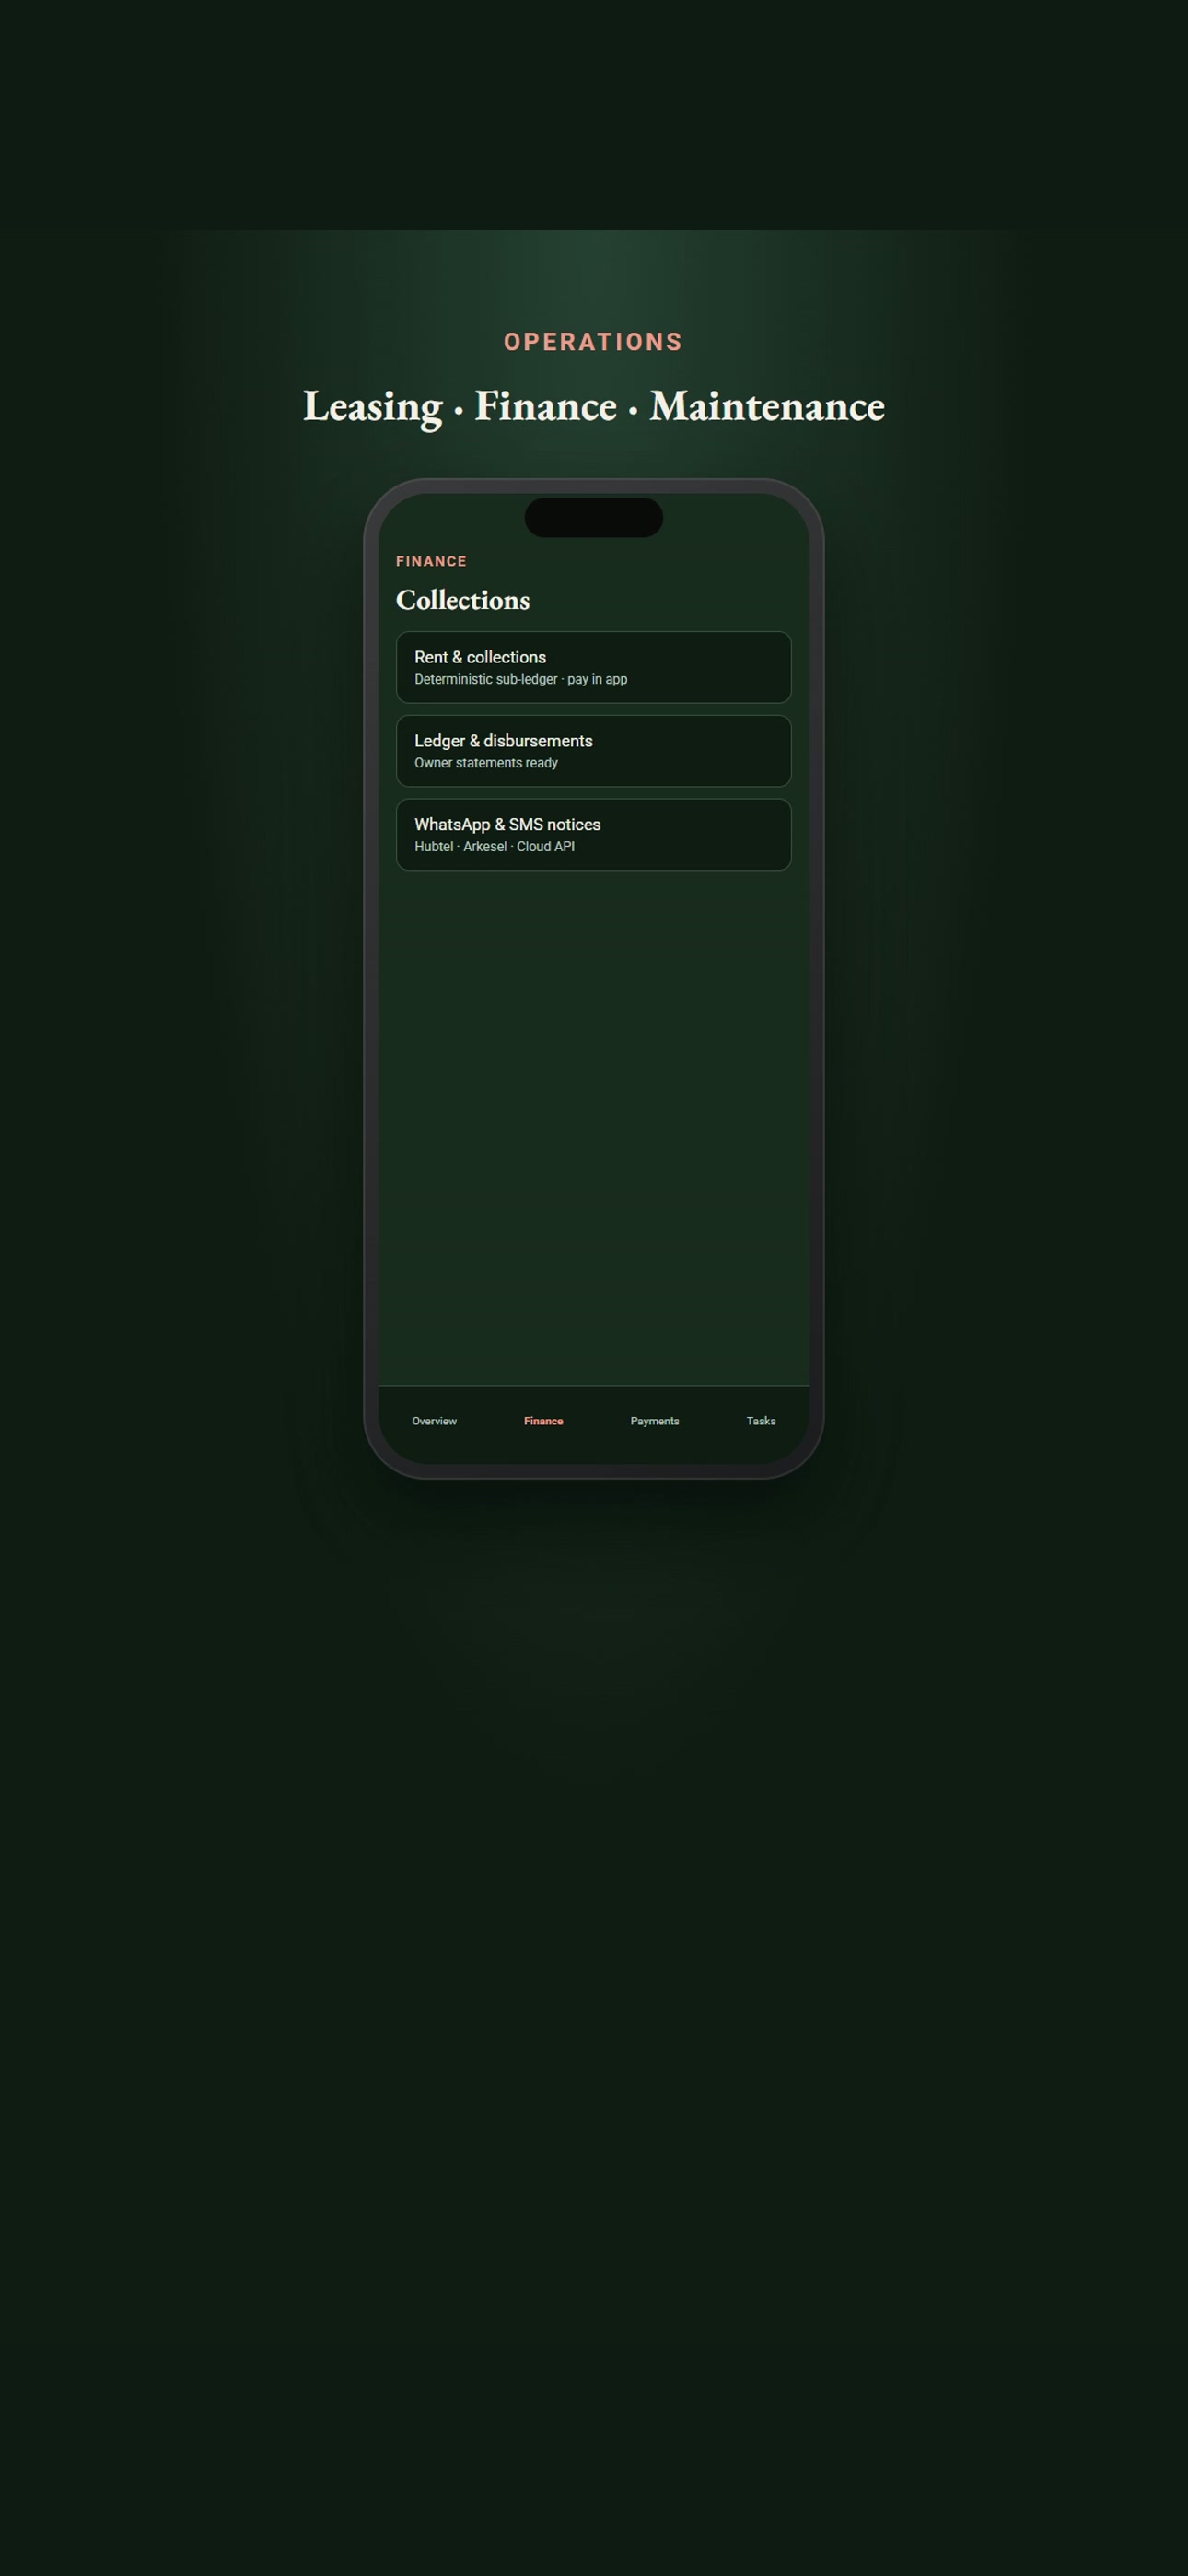 OPERATIONS
Leasing · Finance · Maintenance
FINANCE
Collections
Rent & collections
Deterministic sub-ledger · pay in app
Ledger & disbursements
Owner statements ready
WhatsApp & SMS notices
Hubtel · Arkesel · Cloud API
Overview Finance Payments Tasks